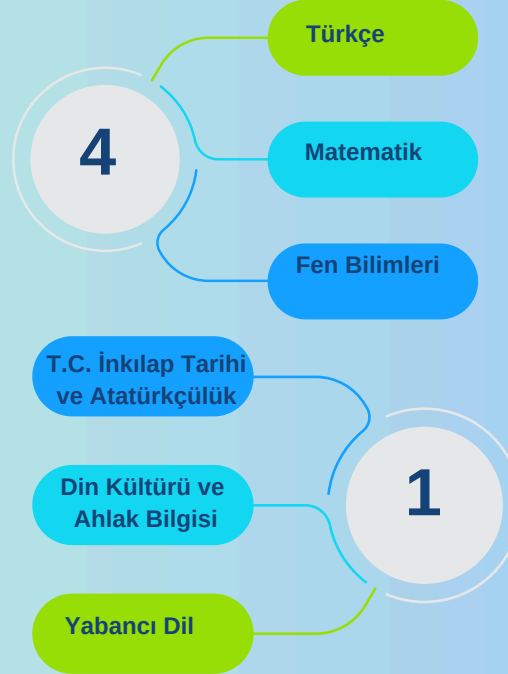 Türkçe
4
Matematik
Fen Bilimleri
T.C. İnkılap Tarihi
ve Atatürkçülük
1
Din Kültürü ve
Ahlak Bilgisi
Yabancı Dil